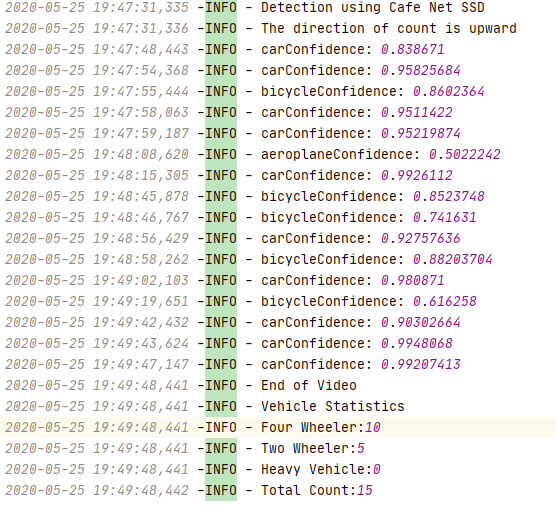 2020-05-25 19:47:31,335 -INFO - Detection using Cafe Net SSD
2020-05-25 19:47:31,336 -INFO - The direction of count is upward
2020-05-25 19:47:48,443 -INFO - carConfidence: 0.838671
2020-05-25 19:47:54,368 -INFO - carConfidence: 0.95825684
2020-05-25 19:47:55,444 -INFO - bicycleConfidence: 0.8602364
2020-05-25 19:47:58,063 -INFO - carConfidence: 0.9511422
2020-05-25 19:47:59,187 -INFO - carConfidence: 0.95219874
2020-05-25 19:48:08,620 -INFO - aeroplaneConfidence: 0.5022242
2020-05-25 19:48:15,305 -INFO - carConfidence: 0.9926112
2020-05-25 19:48:45,878 -INFO - bicycleConfidence: 0.8523748
2020-05-25 19:48:46,767 -INFO - bicycleConfidence: 0.741631
2020-05-25 19:48:56,429 -INFO - carConfidence: 0.92757636
2020-05-25 19:48:58,262 -INFO - bicycleConfidence: 0.88203704
2020-05-25 19:49:02,103 -INFO - carConfidence: 0.980871
2020-05-25 19:49:19,651 -INFO - bicycleConfidence: 0.616258
2020-05-25 19:49:42,432 -INFO - carConfidence: 0.90302664
2020-05-25 19:49:43,624 -INFO - carConfidence: 0.9948068
2020-05-25 19:49:47,147 -INFO - carConfidence: 0.99207413
2020-05-25 19:49:48,441 -INFO - End of Video
2020-05-25 19:49:48,441 -INFO - Vehicle Statistics
2020-05-25 19:49:48,441 -INFO - Four Wheeler:10
2020-05-25 19:49:48,441 -INFO - Two Wheeler:5
2020-05-25 19:49:48,441 -INFO - Heavy Vehicle:0
2020-05-25 19:49:48,442 -INFO - Total Count:15